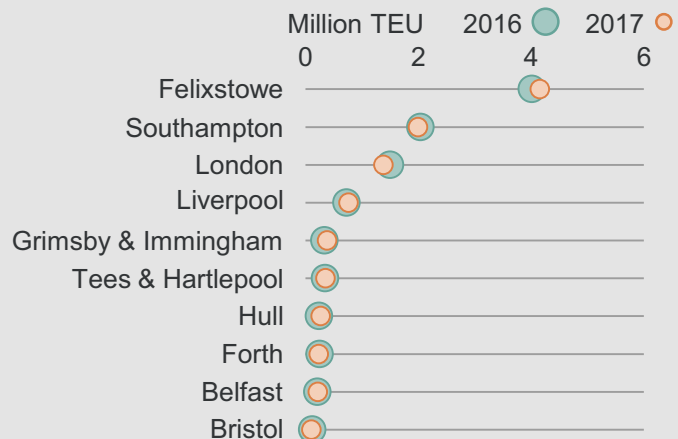 Million TEU 2016 2017
0 2 4 6
Felixstowe
Southampton
London
Liverpool
Grimsby & Immingham
Tees & Hartlepool
Hull
Forth
Belfast
Bristol